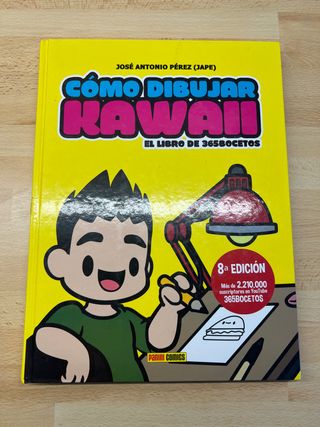 JOSÉ ANTONIO PÉREZ (JAPE)
CÓMO DIBUJAR
KAWAII
EL LIBRO DE 365BOCETOS
8ª EDICIÓN
Más de 2.210.000
suscriptores en YouTube
365BOCETOS
PANINI COMICS